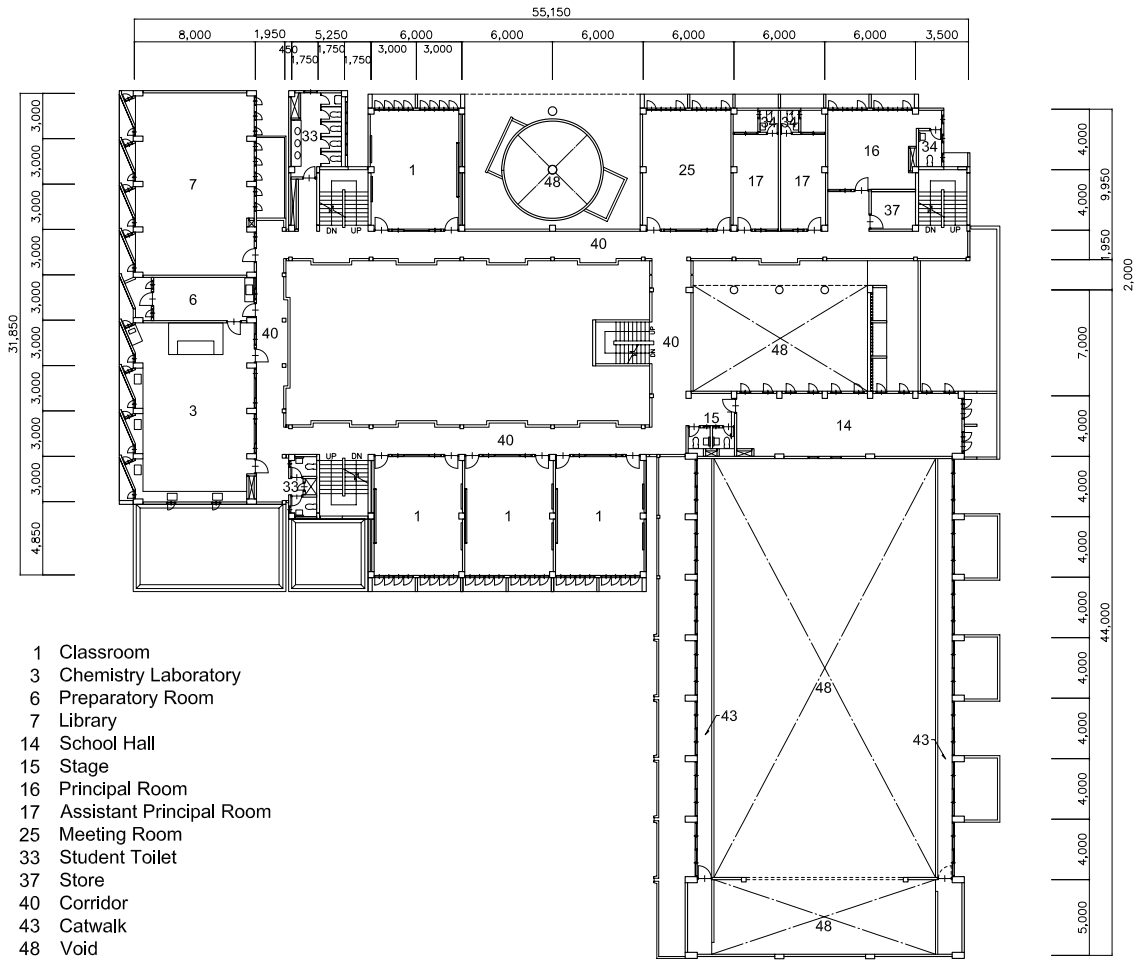 55,150
8,000 1,950 5,250 6,000 6,000 6,000 6,000 6,000 6,000 3,500
450 1,750 1,750 1,750 3,000 3,000
31,850
3,000
3,000
3,000
3,000
3,000
3,000
3,000
3,000
3,000
4,850
4,000
4,000
1,950
9,950
2,000
7,000
4,000
4,000
4,000
4,000
4,000
4,000
4,000
4,000
5,000
44,000
7
33
1
48
25
34 34
17 17
16
34
37
DN UP
DN UP
40
6
40
3
UP
DN
40
48
15
14
40
UP DN
33
1 1 1
48
43
43
48
1 Classroom
3 Chemistry Laboratory
6 Preparatory Room
7 Library
14 School Hall
15 Stage
16 Principal Room
17 Assistant Principal Room
25 Meeting Room
33 Student Toilet
37 Store
40 Corridor
43 Catwalk
48 Void